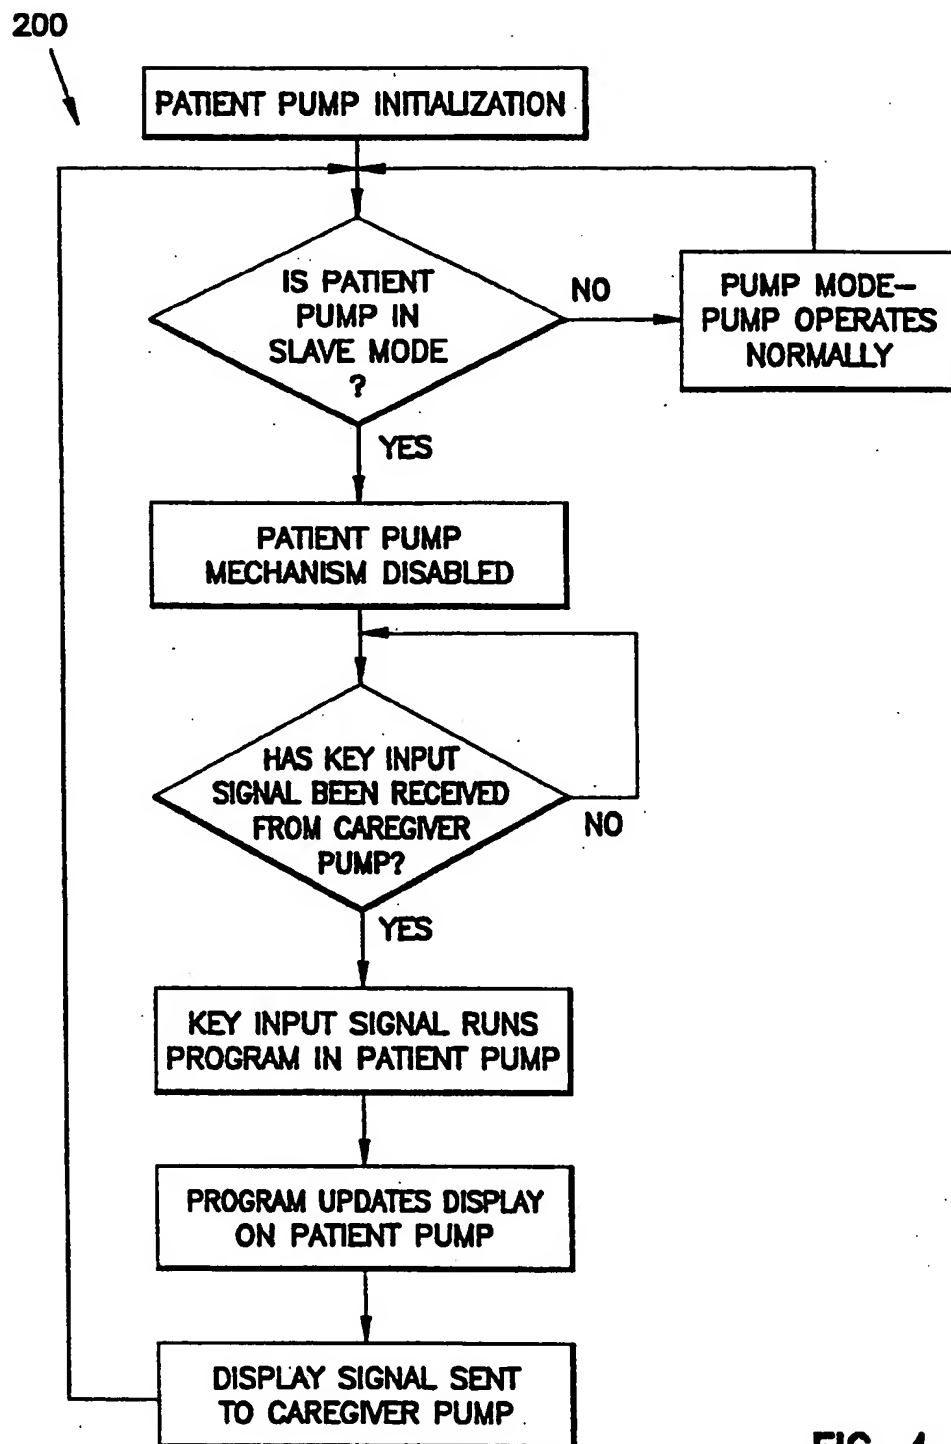 200
PATIENT PUMP INITIALIZATION
IS PATIENT
PUMP IN
SLAVE MODE
?
NO
PUMP MODE–
PUMP OPERATES
NORMALLY
YES
PATIENT PUMP
MECHANISM DISABLED
HAS KEY INPUT
SIGNAL BEEN RECEIVED
FROM CAREGIVER
PUMP?
NO
YES
KEY INPUT SIGNAL RUNS
PROGRAM IN PATIENT PUMP
PROGRAM UPDATES DISPLAY
ON PATIENT PUMP
DISPLAY SIGNAL SENT
TO CAREGIVER PUMP